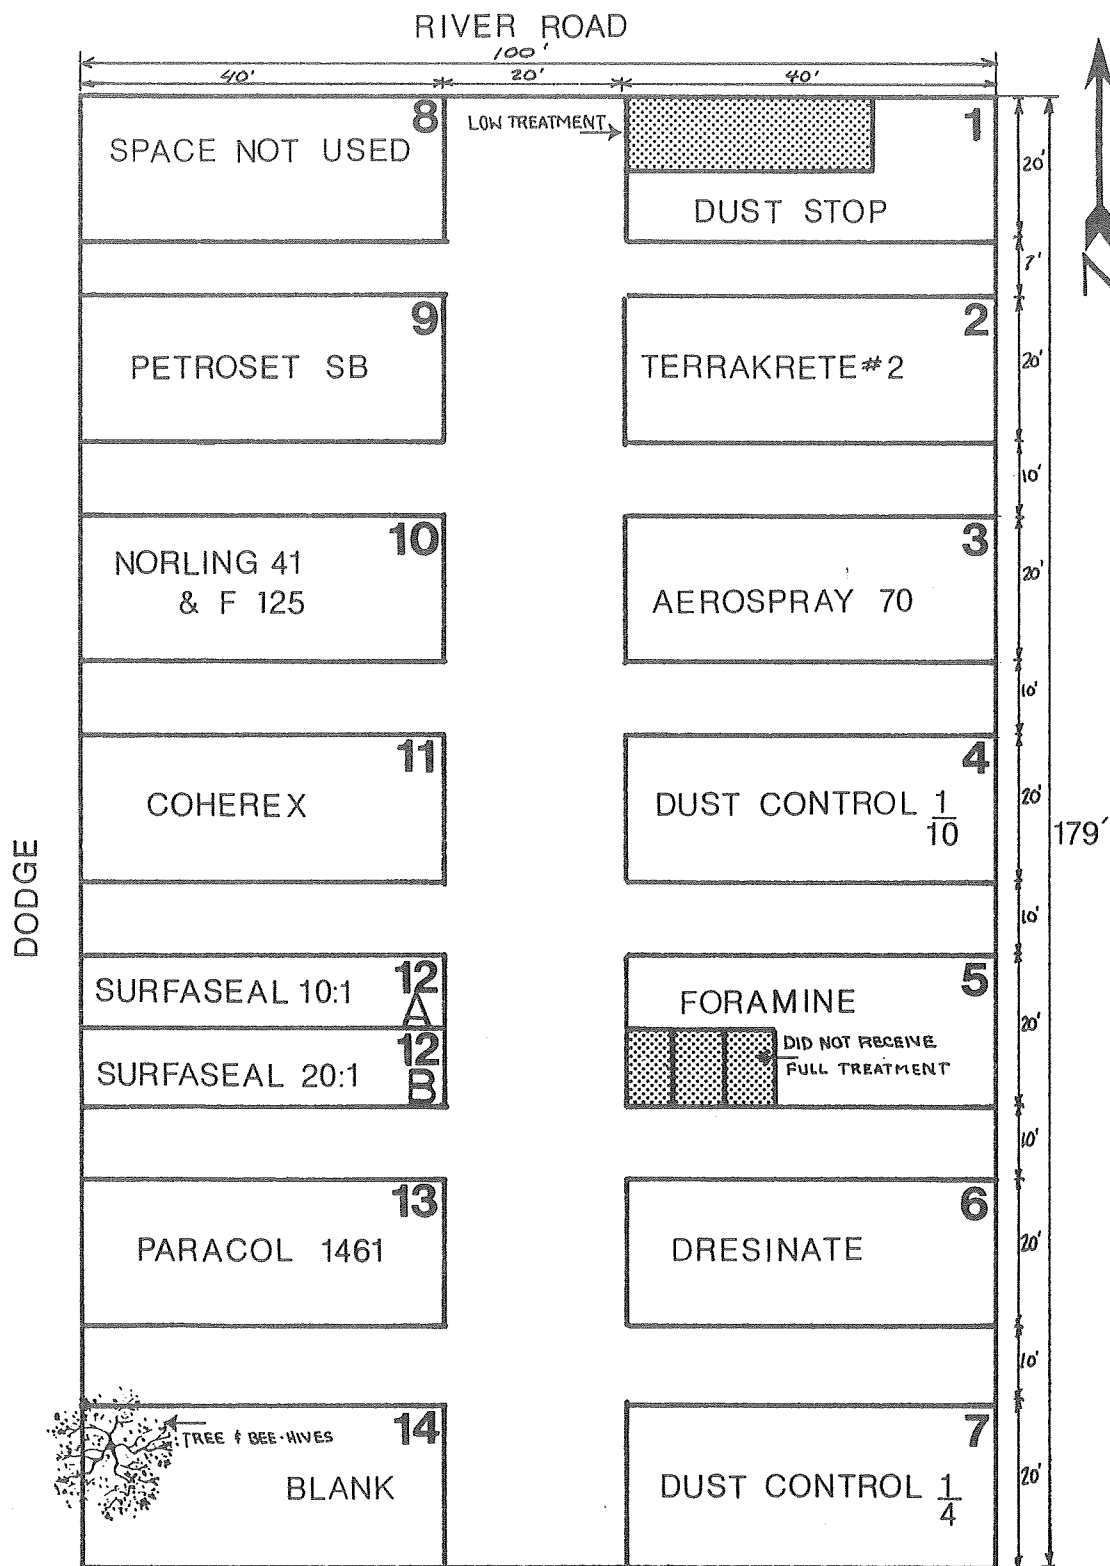 RIVER ROAD
100'
40' 20' 40'
8
SPACE NOT USED
LOW TREATMENT
1
DUST STOP
20'
N
7'
9
PETROSET SB
2
TERRAKRETE #2
20'
10'
10
NORLING 41
& F 125
3
AEROSPRAY 70
20'
10'
11
COHEREX
4
DUST CONTROL 1/10
20'
179'
DODGE
10'
12
A
SURFASEAL 10:1
12
B
SURFASEAL 20:1
5
FORAMINE
DID NOT RECEIVE
FULL TREATMENT
20'
10'
13
PARACOL 1461
6
DRESINATE
20'
10'
TREE & BEE-HIVES
14
BLANK
7
DUST CONTROL 1/4
20'